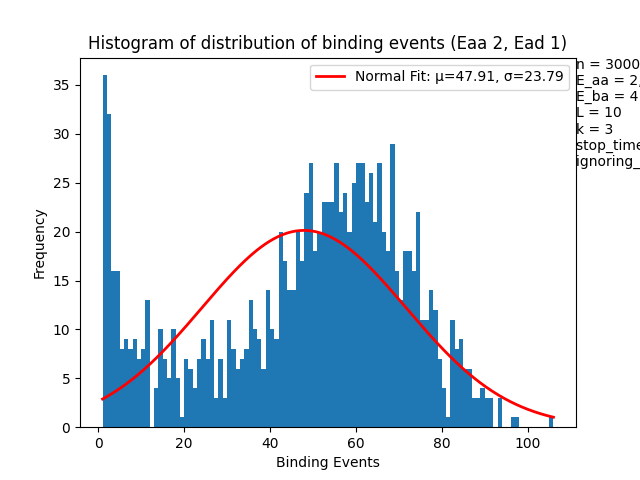 Histogram of distribution of binding events (Eaa 2, Ead 1)
Normal Fit: μ=47.91, σ=23.79
n = 3000
E_aa = 2,
E_ba = 4
L = 10
k = 3
stop_time
ignoring_
Frequency
35
30
25
20
15
10
5
0
0 20 40 60 80 100
Binding Events